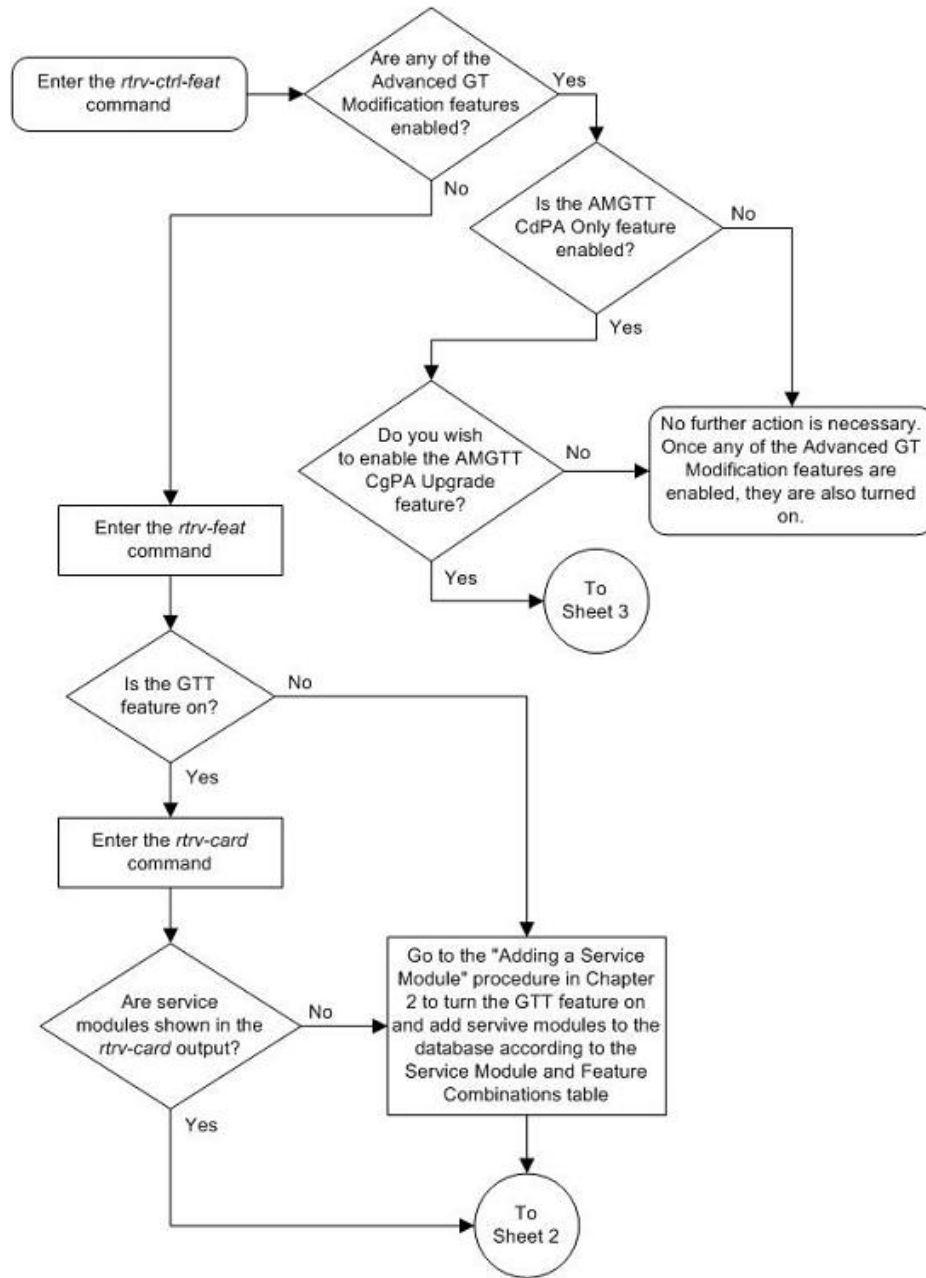 Enter the rtrv-ctrl-feat
command
Are any of the
Advanced GT
Modification features
enabled?
Yes
No
Is the AMGTT
CdPA Only feature
enabled?
No
Yes
Do you wish
to enable the AMGTT
CgPA Upgrade
feature?
No
Yes
No further action is necessary.
Once any of the Advanced GT
Modification features are
enabled, they are also turned
on.
To
Sheet 3
Enter the rtrv-feat
command
Is the GTT
feature on?
No
Yes
Enter the rtrv-card
command
Are service
modules shown in the
rtrv-card output?
No
Yes
Go to the "Adding a Service
Module" procedure in Chapter
2 to turn the GTT feature on
and add servive modules to the
database according to the
Service Module and Feature
Combinations table
To
Sheet 2